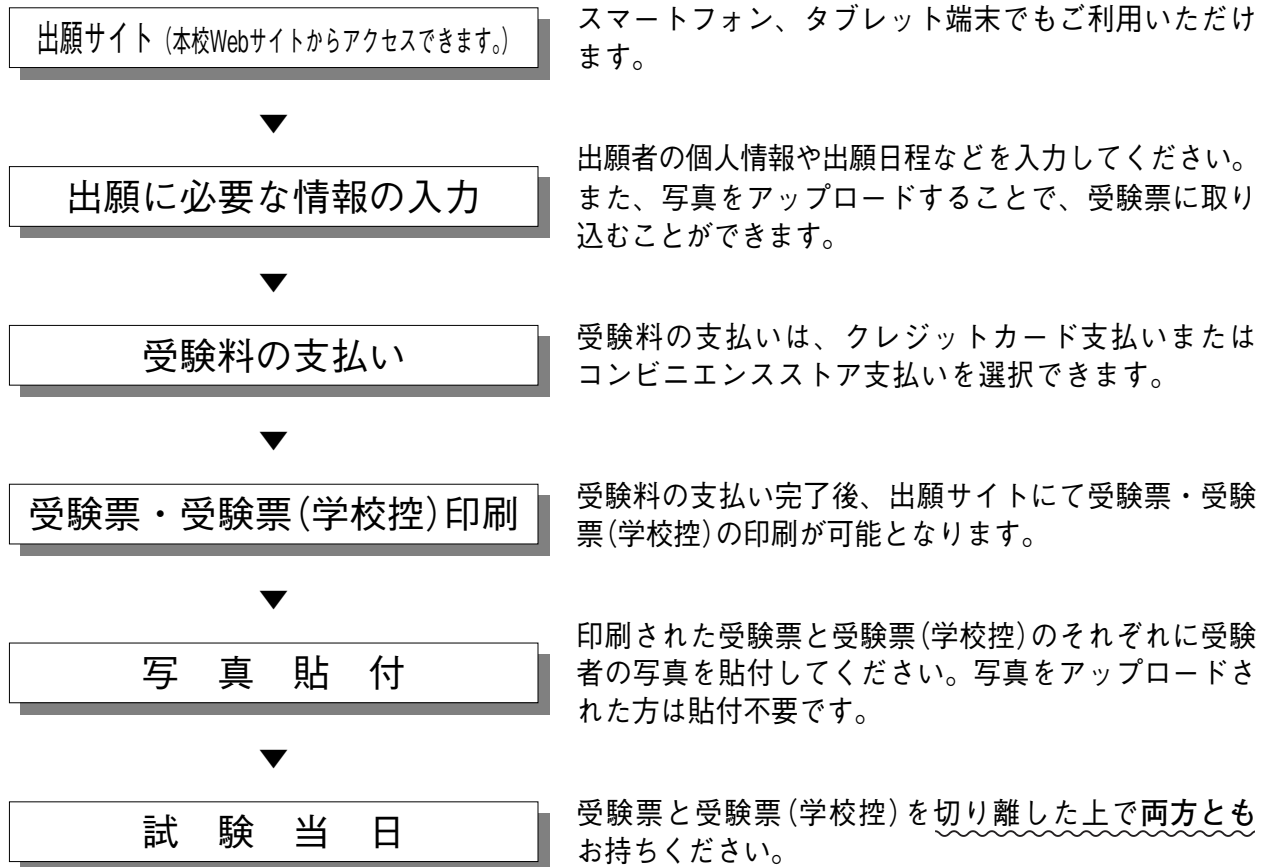 出願サイト（本校Webサイトからアクセスできます。）
スマートフォン、タブレット端末でもご利用いただけ
ます。
▼
出願に必要な情報の入力
出願者の個人情報や出願日程などを入力してください。
また、写真をアップロードすることで、受験票に取り
込むことができます。
▼
受験料の支払い
受験料の支払いは、クレジットカード支払いまたは
コンビニエンスストア支払いを選択できます。
▼
受験票・受験票(学校控)印刷
受験料の支払い完了後、出願サイトにて受験票・受験
票(学校控)の印刷が可能となります。
▼
写　真　貼　付
印刷された受験票と受験票(学校控)のそれぞれに受験
者の写真を貼付してください。写真をアップロードさ
れた方は貼付不要です。
▼
試　験　当　日
受験票と受験票(学校控)を切り離した上で両方とも
お持ちください。